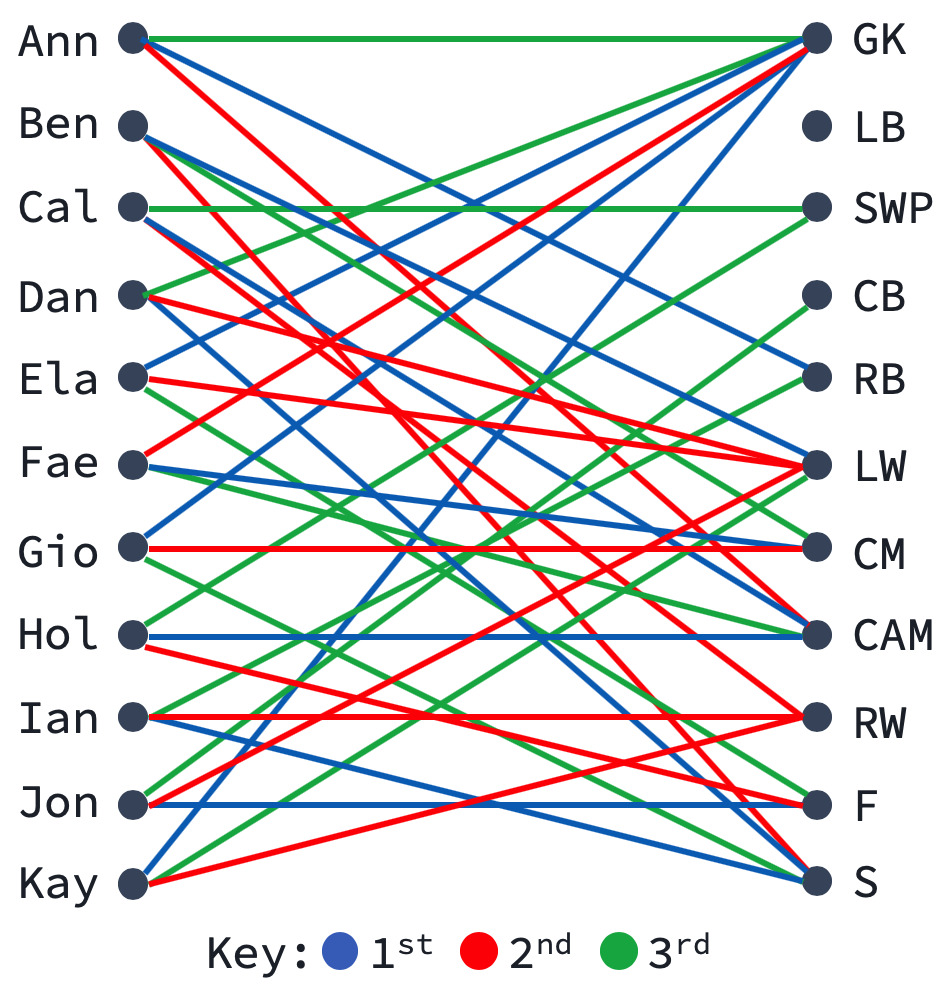 Ann GK
Ben LB
Cal SWP
Dan CB
Ela RB
Fae LW
Gio CM
Hol CAM
Ian RW
Jon F
Kay S
Key: 1st 2nd 3rd